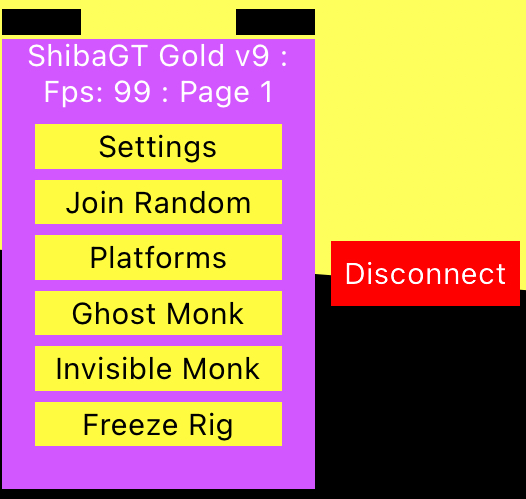 ShibaGT Gold v9 :
Fps: 99 : Page 1
Settings
Join Random
Platforms
Ghost Monk
Invisible Monk
Freeze Rig
Disconnect